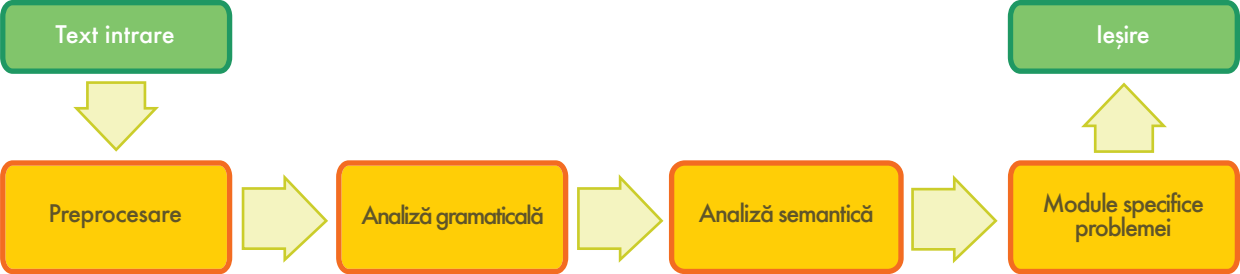 Text intrare
Ieșire
Preprocesare
Analiză gramaticală
Analiză semantică
Module specifice
problemei